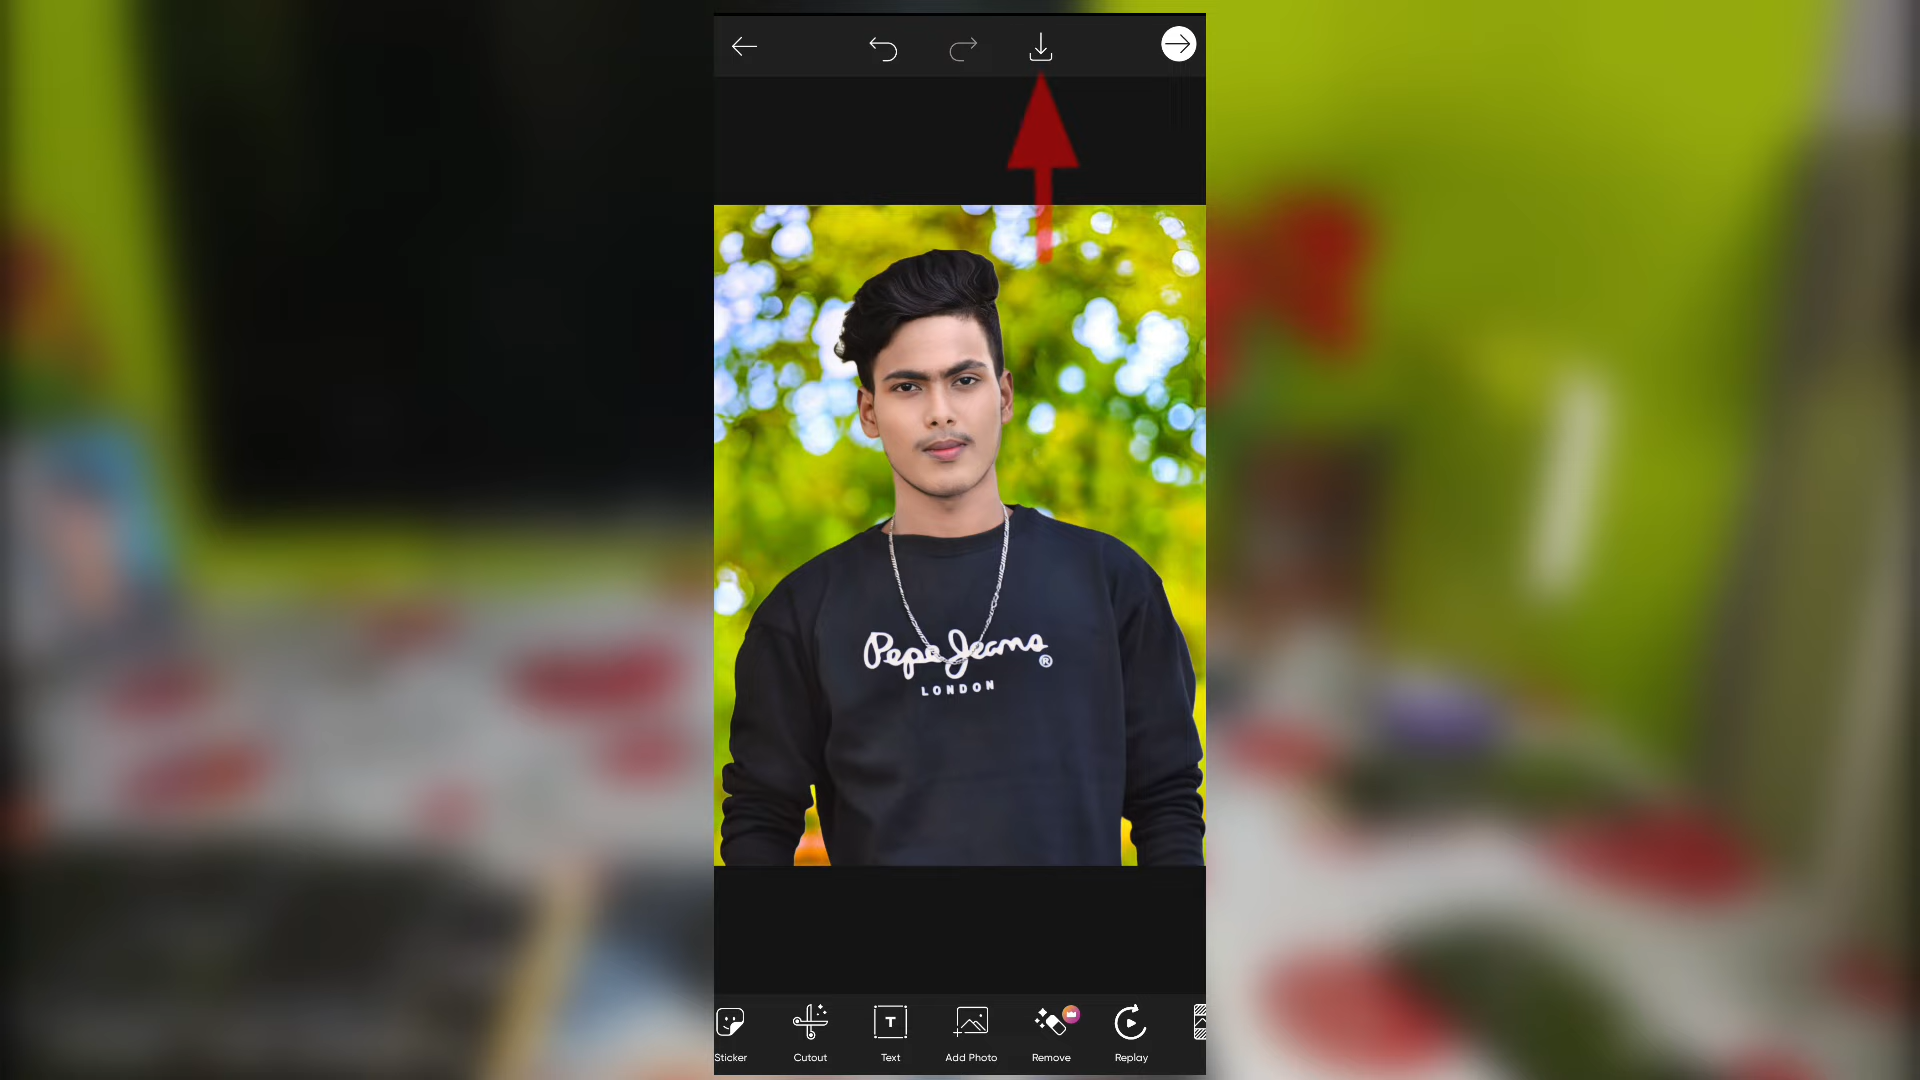 Pepe Jeans
®
LONDON
Sticker
Cutout
Text
Add Photo
Remove
Replay